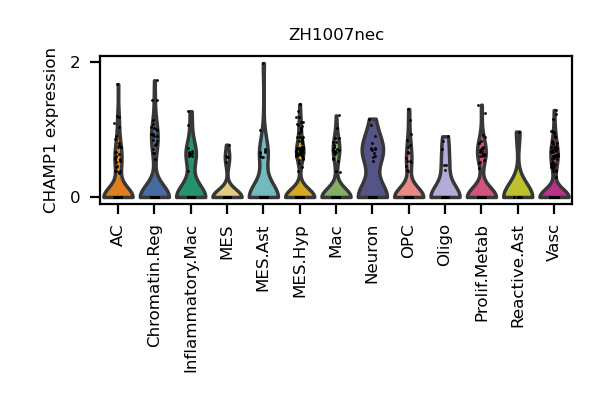 ZH1007nec
CHAMP1 expression
2
0
AC
Chromatin.Reg
Inflammatory.Mac
MES
MES.Ast
MES.Hyp
Mac
Neuron
OPC
Oligo
Prolif.Metab
Reactive.Ast
Vasc